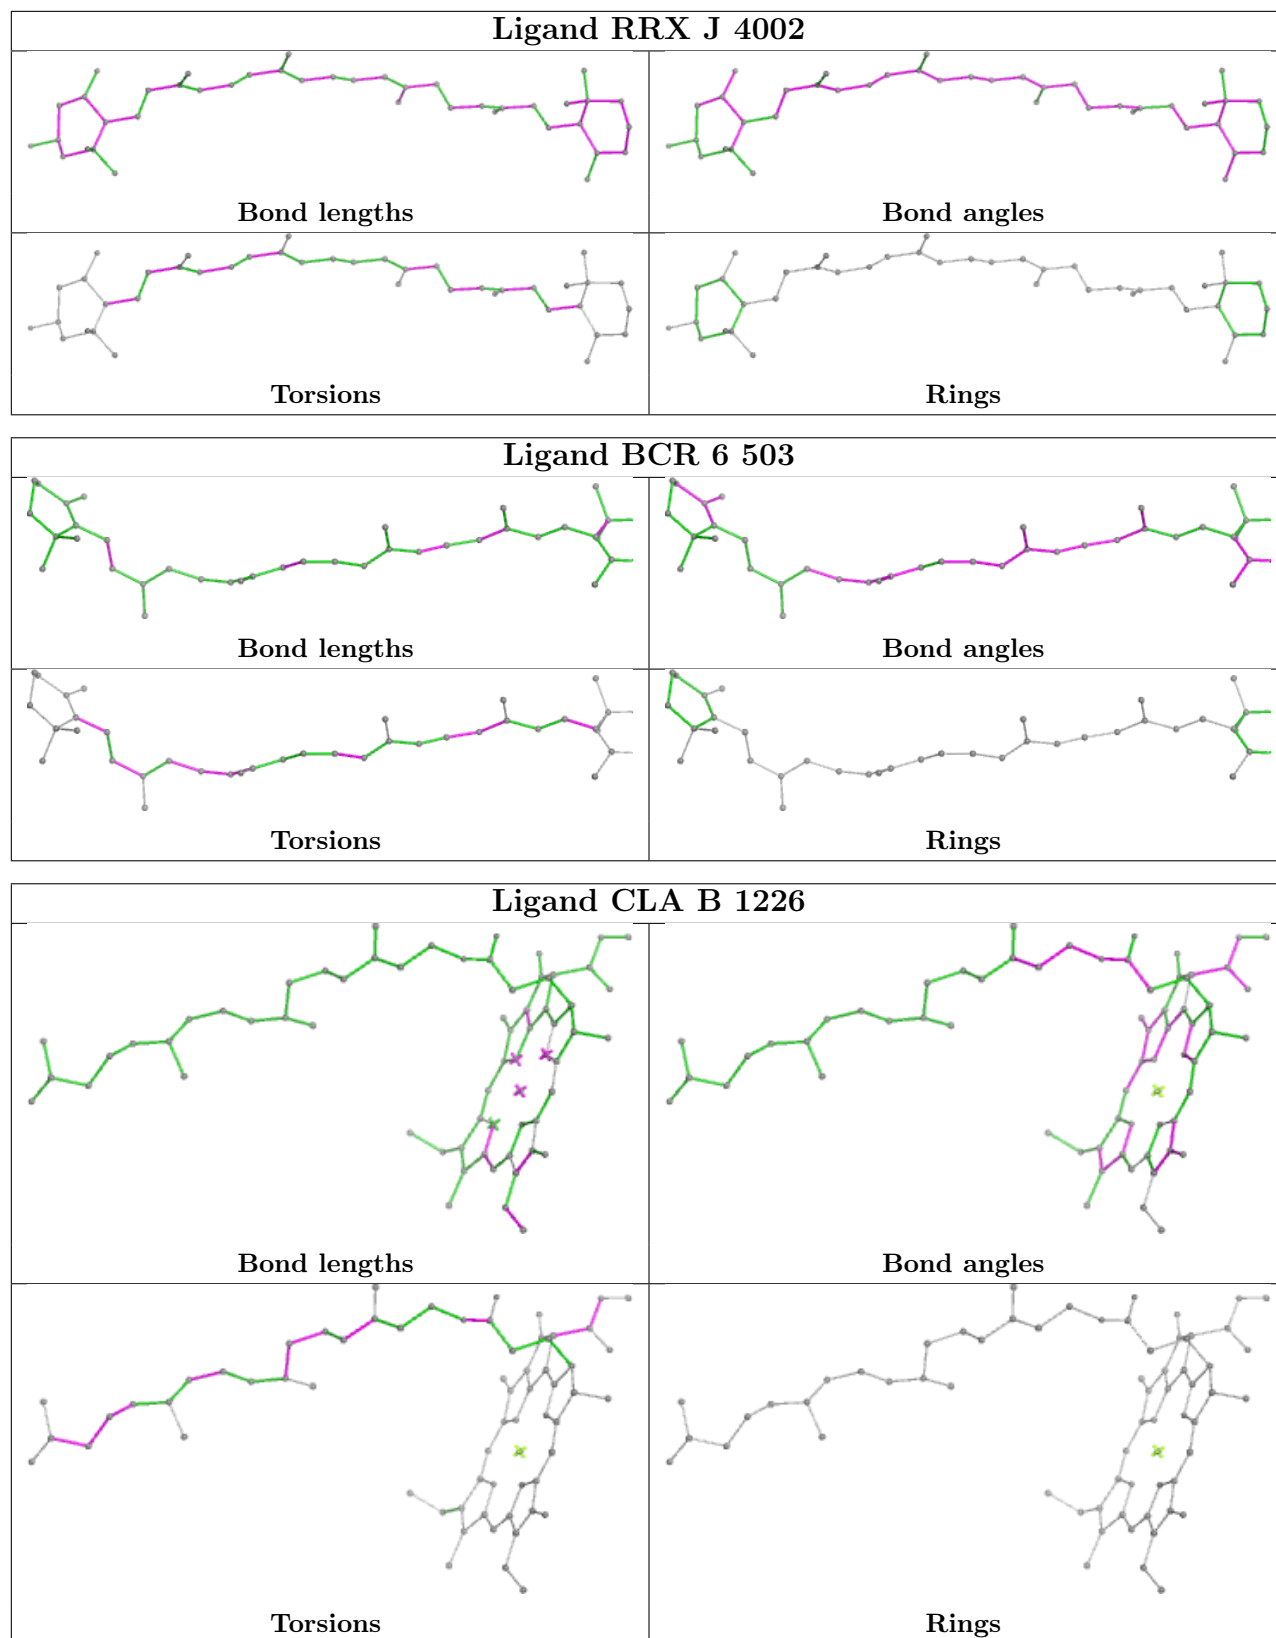 Ligand RRX J 4002
Bond lengths
Bond angles
Torsions
Rings
Ligand BCR 6 503
Bond lengths
Bond angles
Torsions
Rings
Ligand CLA B 1226
Bond lengths
Bond angles
Torsions
Rings